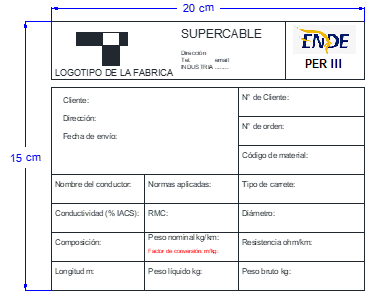 20 cm
SUPERCABLE
Dirección:
Tel. email
INDUSTRIA ..........
LOGOTIPO DE LA FABRICA
ENDE
PER III
15 cm
Cliente:
Dirección:
Fecha de envío:
N° de Cliente:
N° de orden:
Código de material:
Nombre del conductor: Normas aplicadas: Tipo de carrete:
Conductividad (% IACS): RMC: Diámetro:
Composición: Peso nominal kg/km: Resistencia ohm/km:
Factor de conversión. m/kg.:
Longitud m: Peso líquido kg: Peso bruto kg: